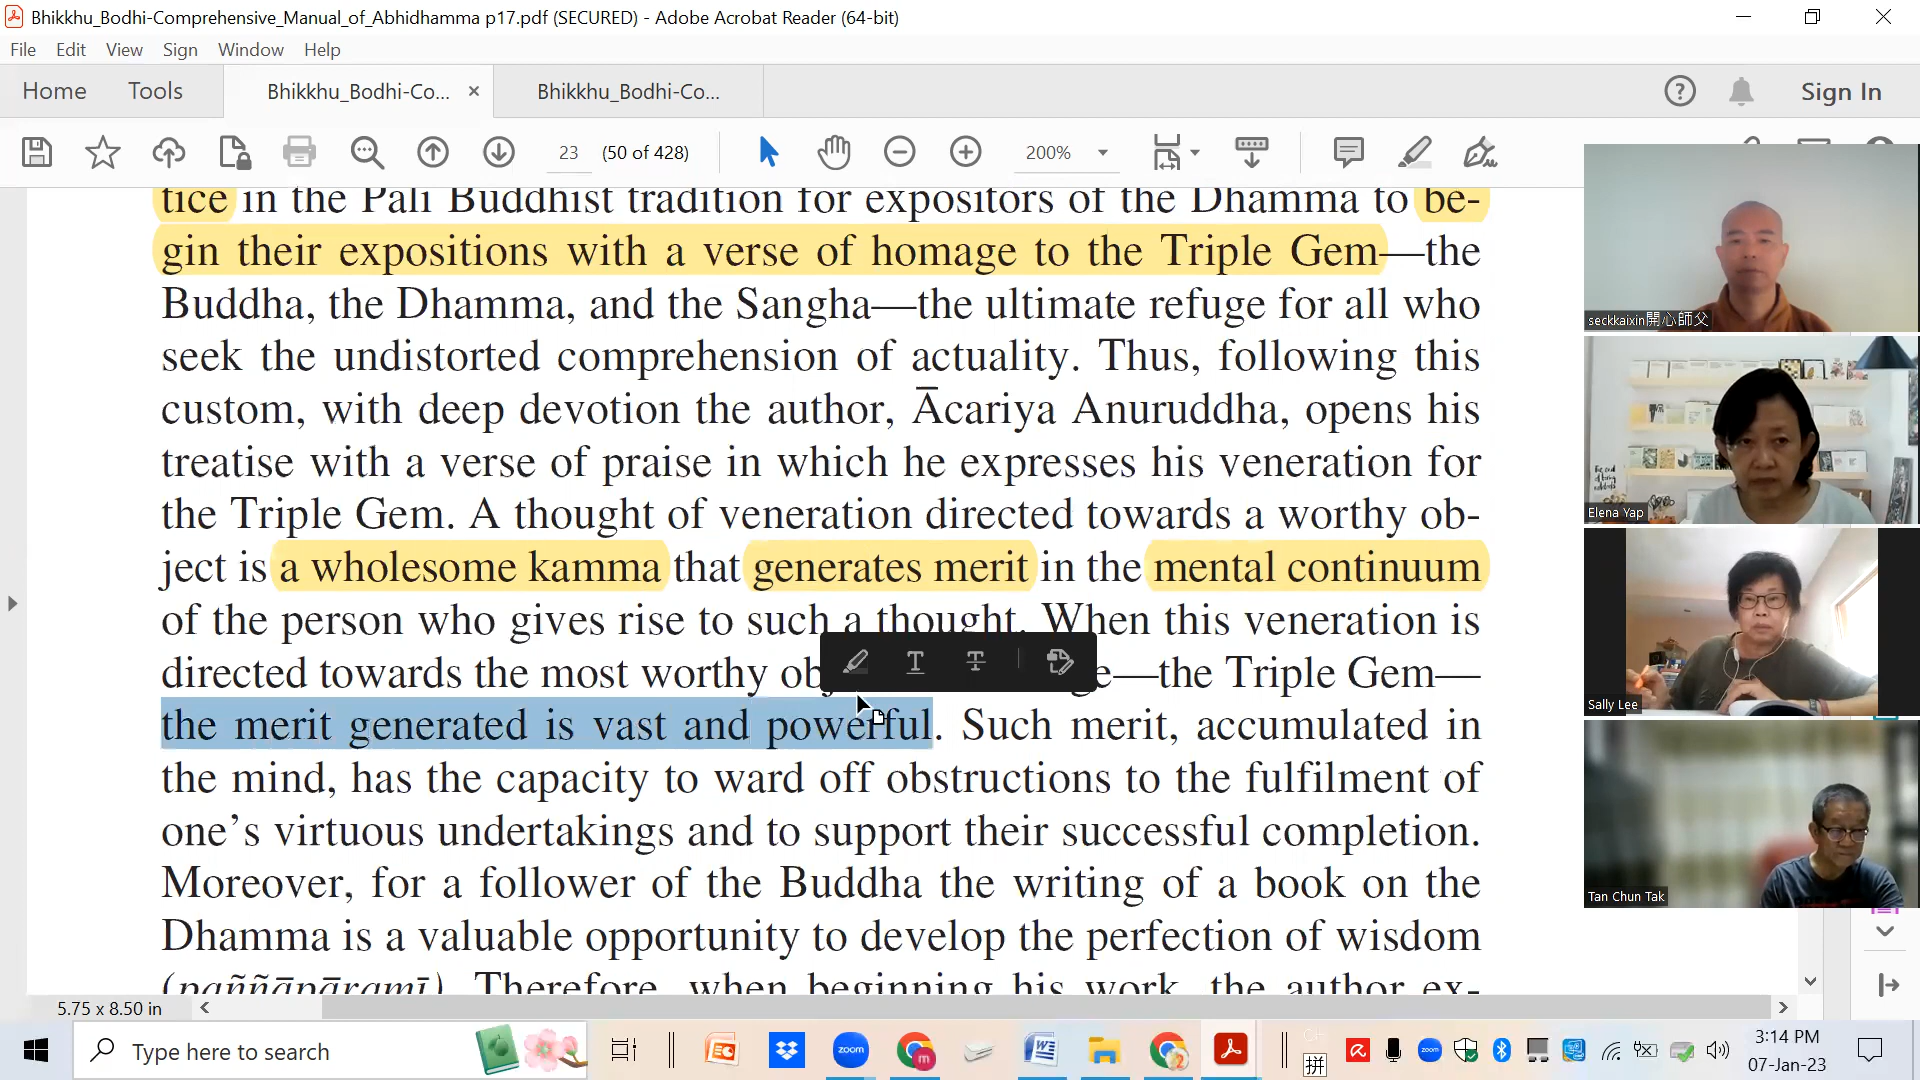 Bhikkhu_Bodhi-Comprehensive_Manual_of_Abhidhamma p17.pdf (SECURED) - Adobe Acrobat Reader (64-bit)
File Edit View Sign Window Help
Home Tools Bhikkhu_Bodhi-Co... × Bhikkhu_Bodhi-Co... Sign In
23 (50 of 428) 200%
tice in the Pali Buddhist tradition for expositors of the Dhamma to be-
gin their expositions with a verse of homage to the Triple Gem—the
Buddha, the Dhamma, and the Sangha—the ultimate refuge for all who
seek the undistorted comprehension of actuality. Thus, following this
custom, with deep devotion the author, Ācariya Anuruddha, opens his
treatise with a verse of praise in which he expresses his veneration for
the Triple Gem. A thought of veneration directed towards a worthy ob-
ject is a wholesome kamma that generates merit in the mental continuum
of the person who gives rise to such a thought. When this veneration is
directed towards the most worthy ob e—the Triple Gem—
the merit generated is vast and powerful. Such merit, accumulated in
the mind, has the capacity to ward off obstructions to the fulfilment of
one’s virtuous undertakings and to support their successful completion.
Moreover, for a follower of the Buddha the writing of a book on the
Dhamma is a valuable opportunity to develop the perfection of wisdom
(paññāpāramī). Therefore, when beginning his work, the author ex-
seckkaixin開心師父
Elena Yap
Sally Lee
Tan Chun Tak
5.75 x 8.50 in
Type here to search
zoom
zoom
拼
3:14 PM
07-Jan-23